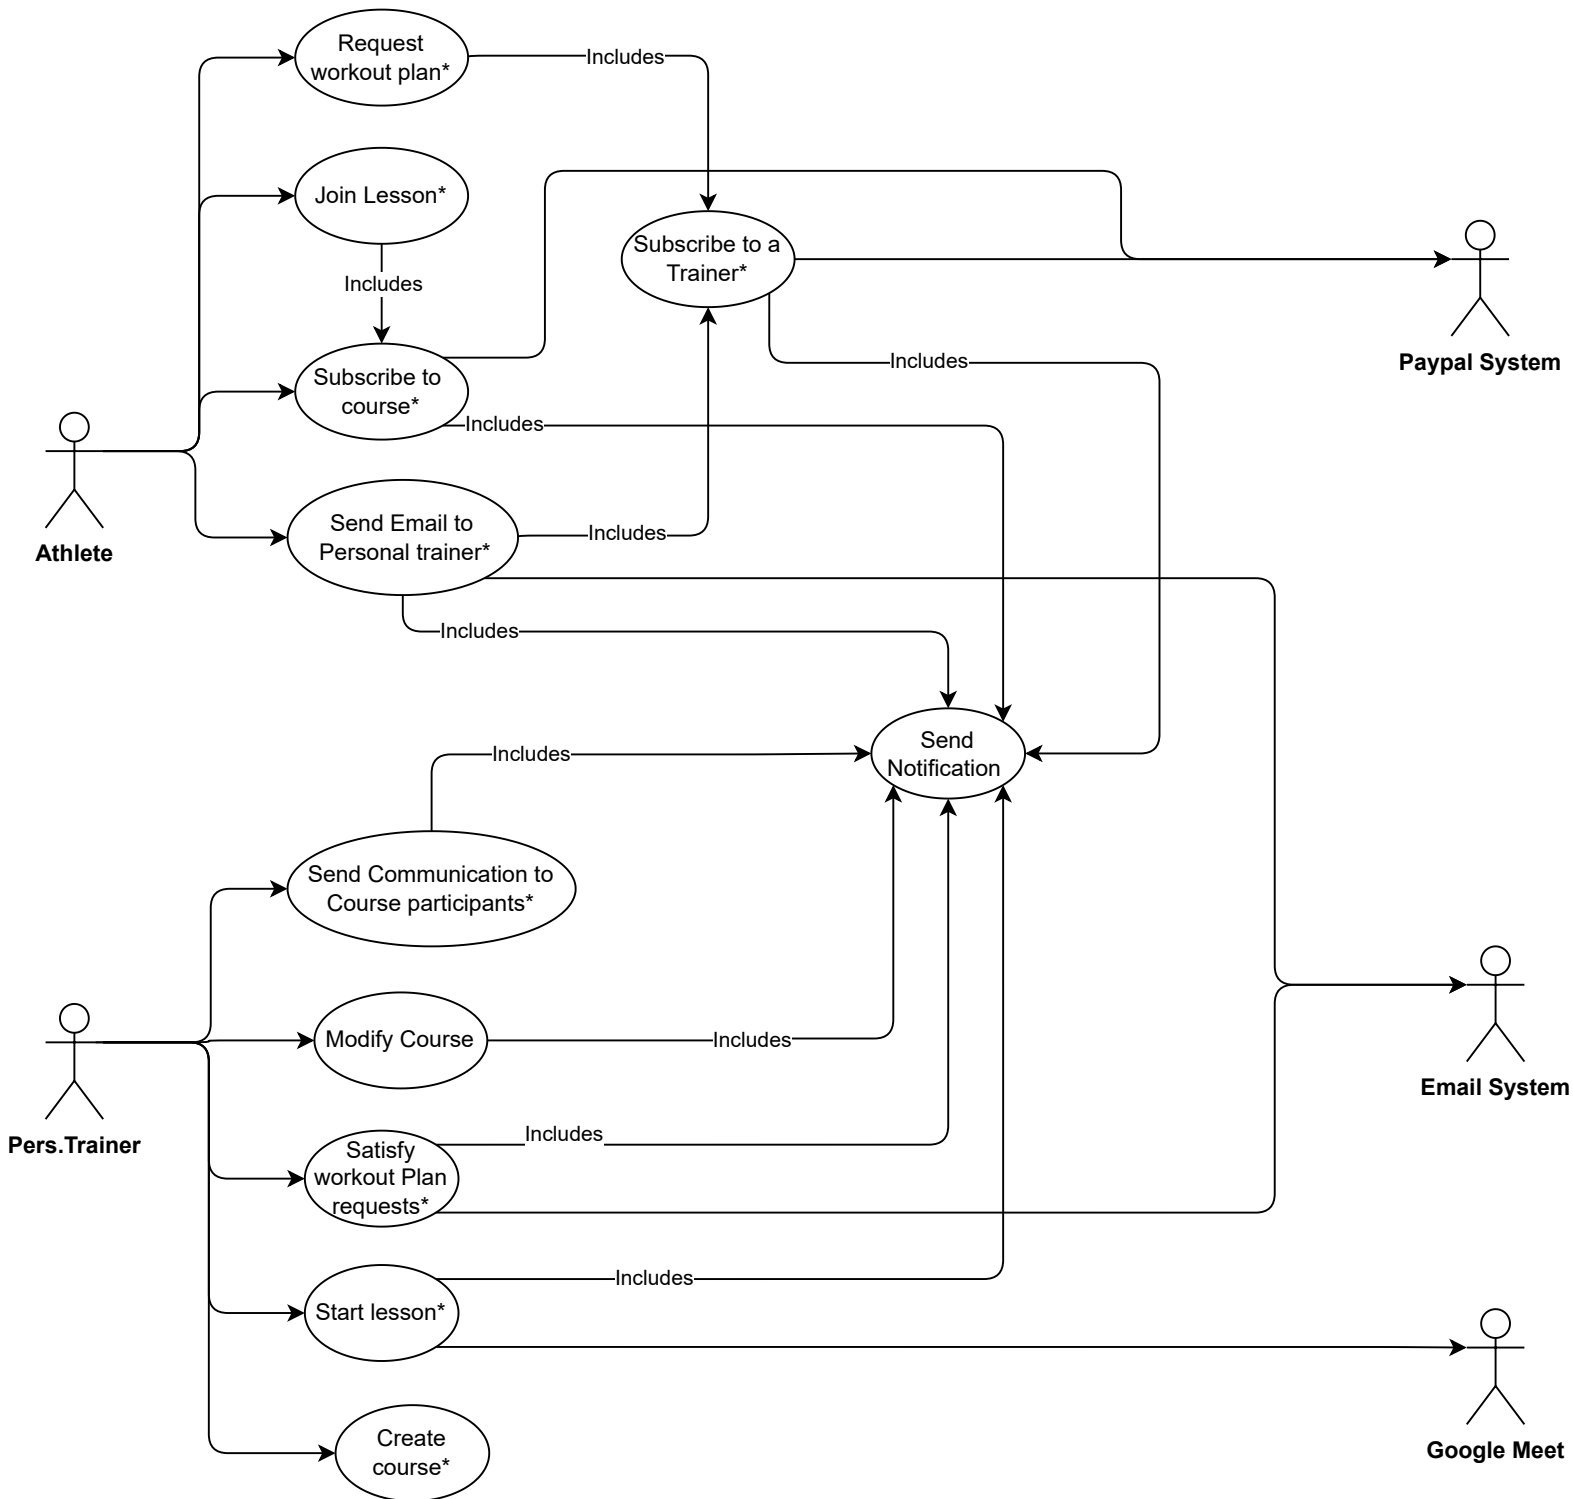 Request
workout plan*
Includes
Join Lesson*
Includes
Subscribe to a
Trainer*
Paypal System
Includes
Subscribe to
course*
Includes
Athlete
Send Email to
Personal trainer*
Includes
Includes
Send
Notification
Includes
Send Communication to
Course participants*
Pers.Trainer
Modify Course
Includes
Email System
Satisfy
workout Plan
requests*
Includes
Start lesson*
Includes
Google Meet
Create
course*